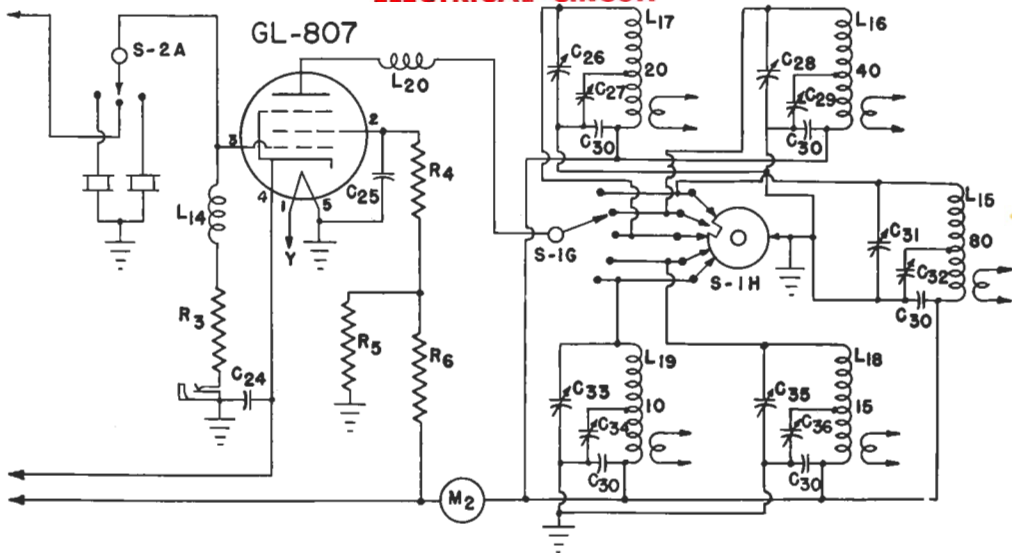 ELECTRICAL CIRCUIT
S-2A
GL-807
L20
L17
C26
20
C27
C30
L16
C28
40
C29
C30
3
2
4
1
5
Y
C25
R4
L14
R3
C24
R5
R6
S-1G
S-1H
L15
C31
80
C32
C30
L19
C33
10
C34
C30
L18
C35
15
C36
C30
M2